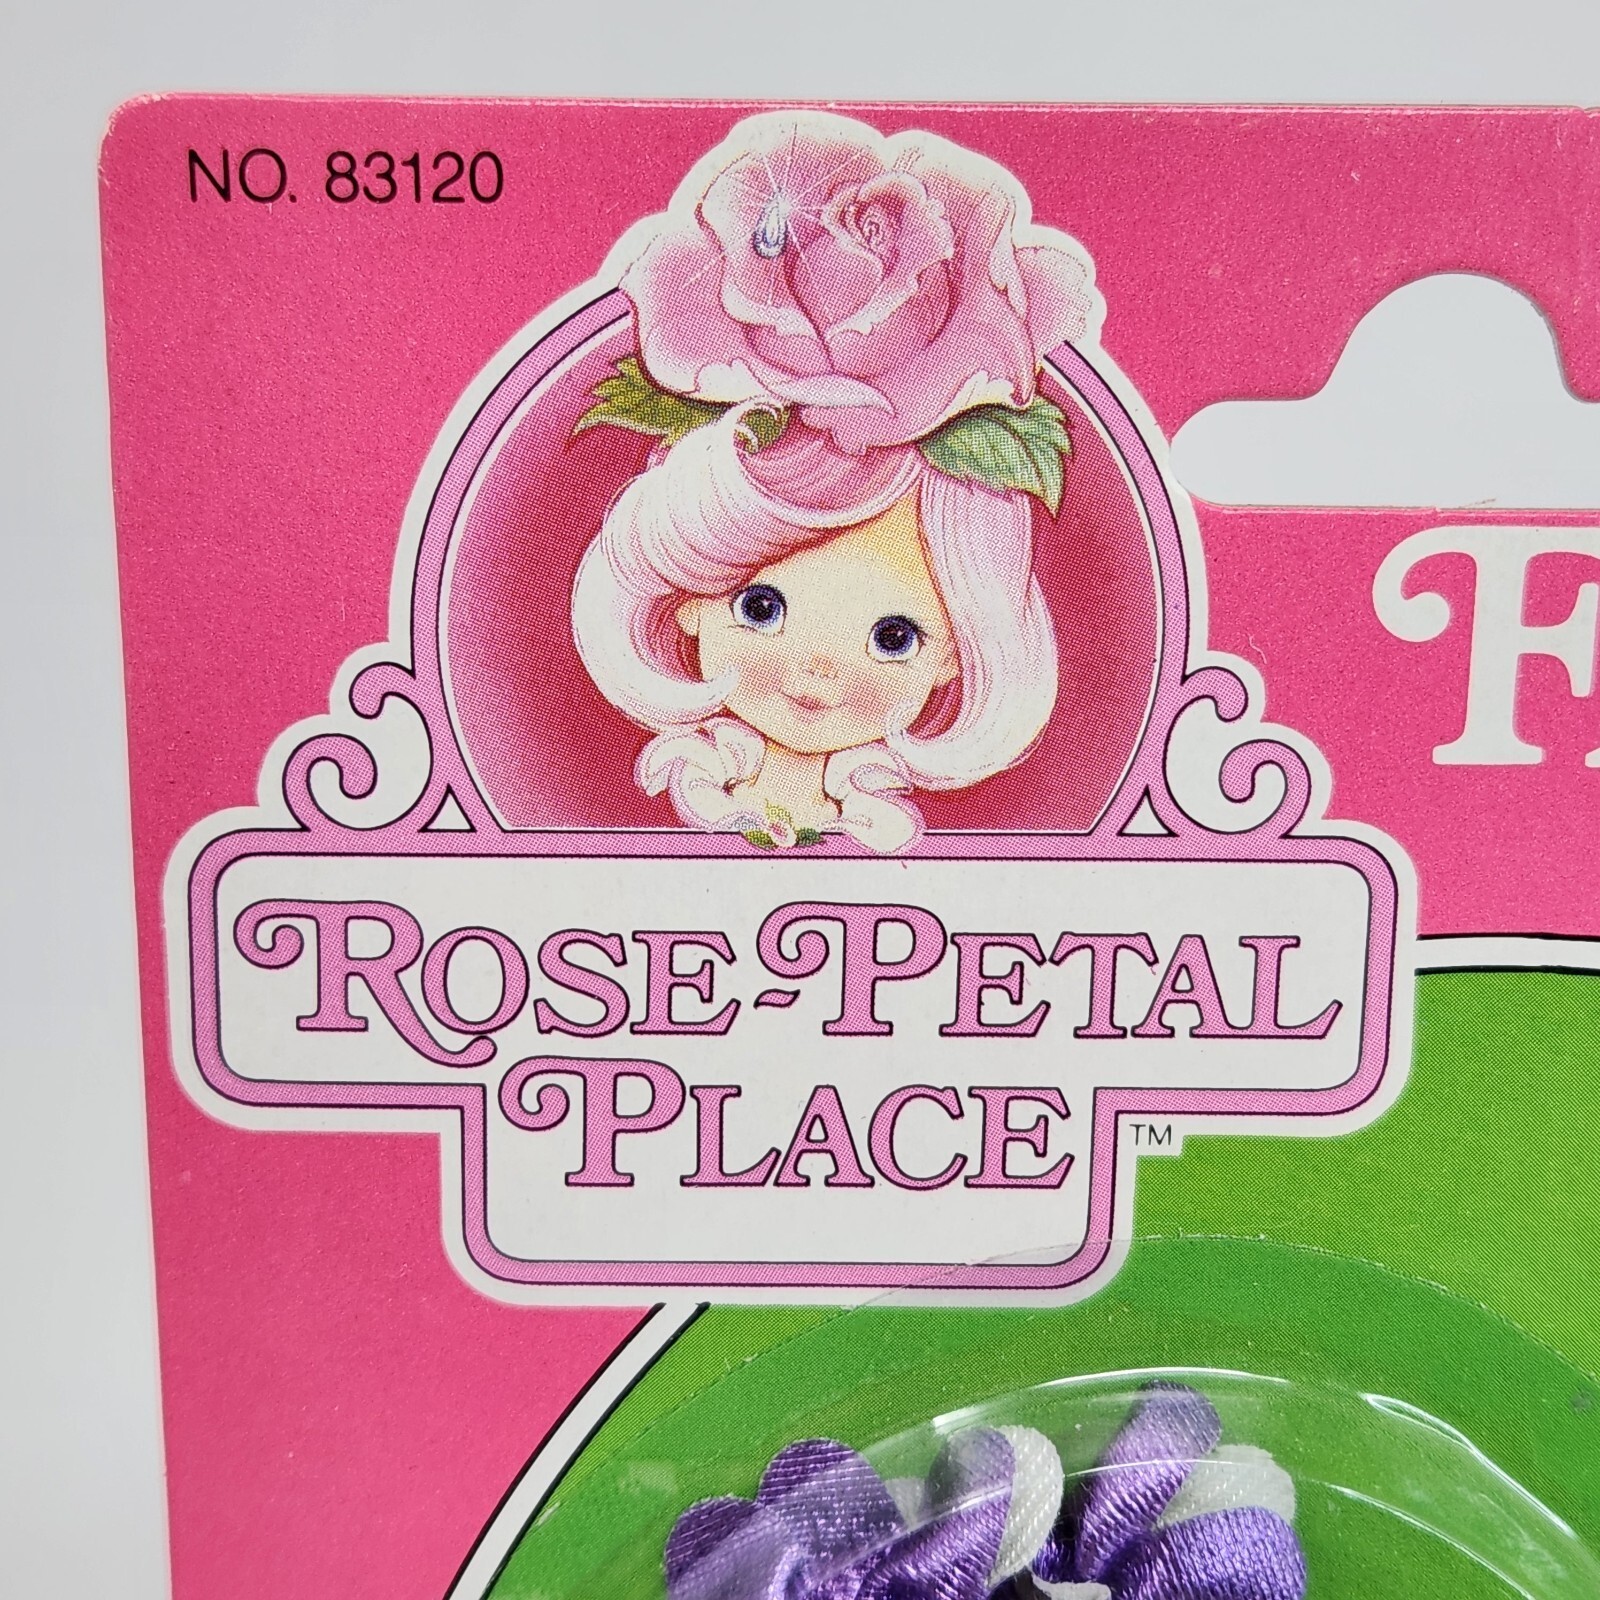 NO. 83120
ROSE-PETAL
PLACE
TM